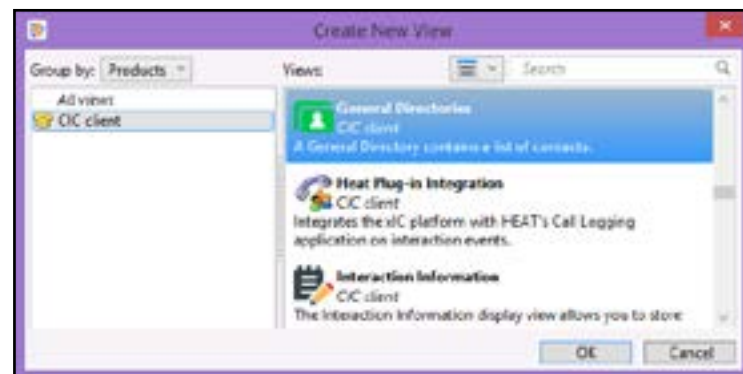 Create New View
Group by: Products
Views:
Search
All views
CIC client
General Directories
CIC client
A General Directory contains a list of contacts.
Heat Plug-in Integration
CIC client
Integrates the xIC platform with HEAT's Call Logging
application on interaction events.
Interaction Information
CIC client
The Interaction Information display view allows you to store
OK
Cancel